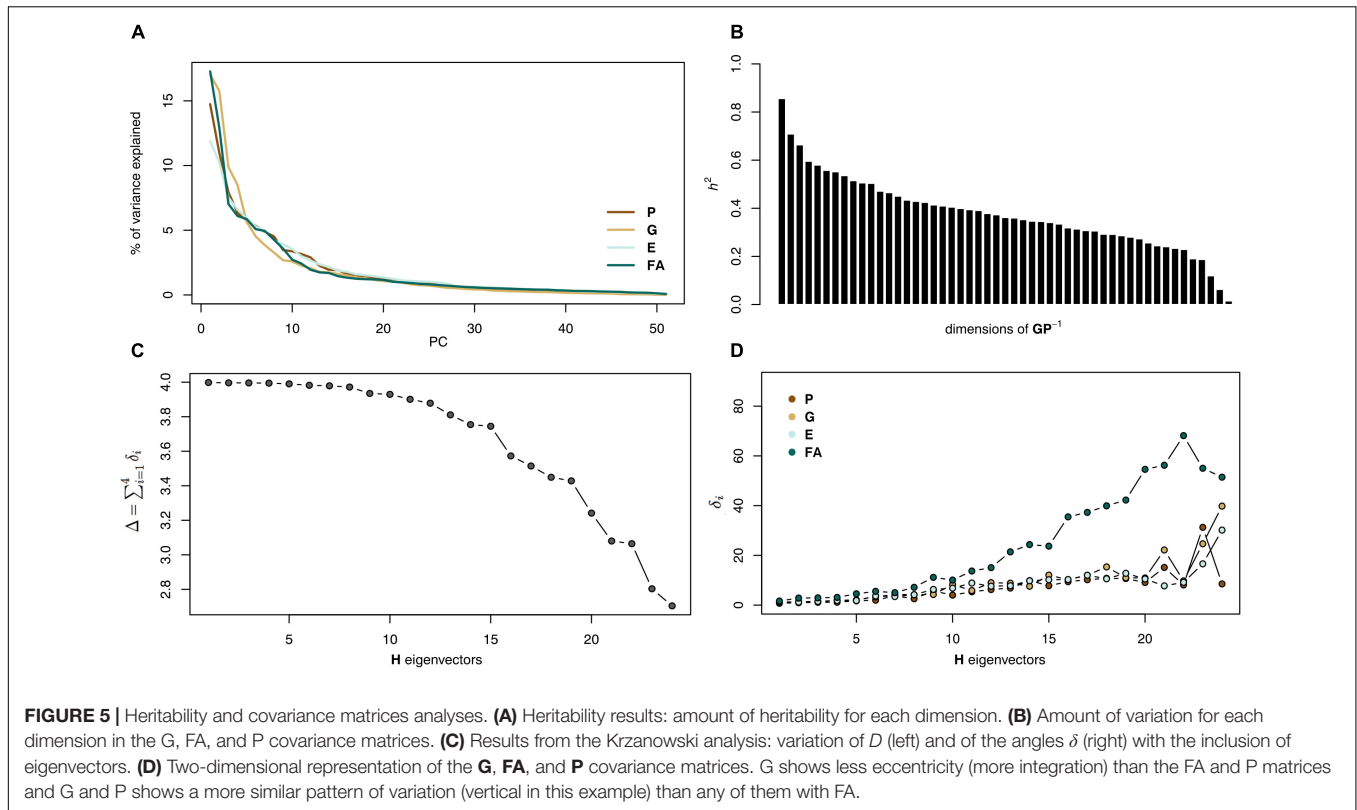 A
% of variance explained
15
10
5
0
P
G
E
FA
0 10 20 30 40 50
PC
B
h²
1.0
0.8
0.6
0.4
0.2
0.0
dimensions of GP⁻¹
C
Δ = ∑⁴ᵢ₌₁ δᵢ
4.0
3.8
3.6
3.4
3.2
3.0
2.8
5 10 15 20
H eigenvectors
D
δᵢ
80
60
40
20
0
P
G
E
FA
5 10 15 20
H eigenvectors
FIGURE 5 | Heritability and covariance matrices analyses. (A) Heritability results: amount of heritability for each dimension. (B) Amount of variation for each
dimension in the G, FA, and P covariance matrices. (C) Results from the Krzanowski analysis: variation of D (left) and of the angles δ (right) with the inclusion of
eigenvectors. (D) Two-dimensional representation of the G, FA, and P covariance matrices. G shows less eccentricity (more integration) than the FA and P matrices
and G and P shows a more similar pattern of variation (vertical in this example) than any of them with FA.